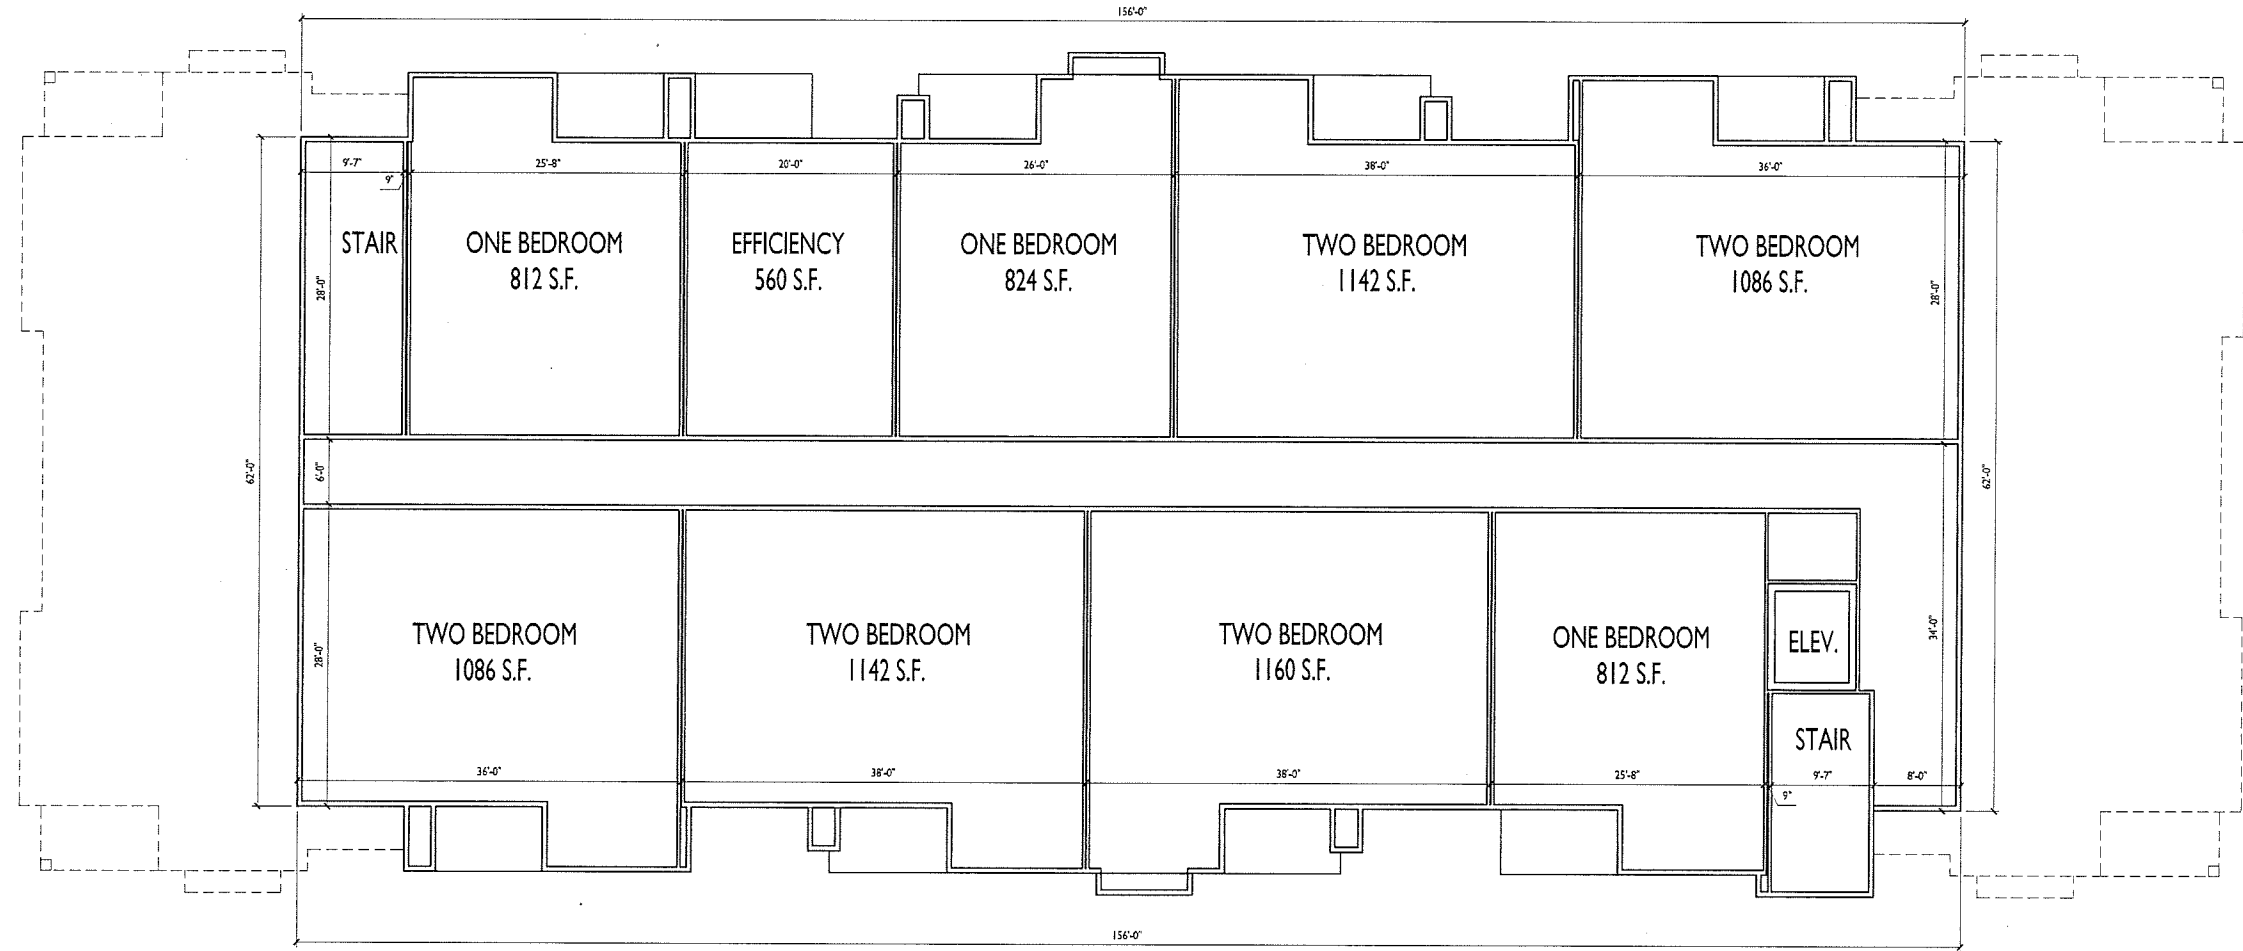 156'-0"
9'-7"
9"
25'-8"
20'-0"
26'-0"
38'-0"
36'-0"
STAIR
ONE BEDROOM
812 S.F.
EFFICIENCY
560 S.F.
ONE BEDROOM
824 S.F.
TWO BEDROOM
1142 S.F.
TWO BEDROOM
1086 S.F.
28'-0"
28'-0"
62'-0"
6'-0"
62'-0"
TWO BEDROOM
1086 S.F.
TWO BEDROOM
1142 S.F.
TWO BEDROOM
1160 S.F.
ONE BEDROOM
812 S.F.
ELEV.
28'-0"
34'-0"
STAIR
36'-0"
38'-0"
38'-0"
25'-8"
9"
9'-7"
8'-0"
156'-0"